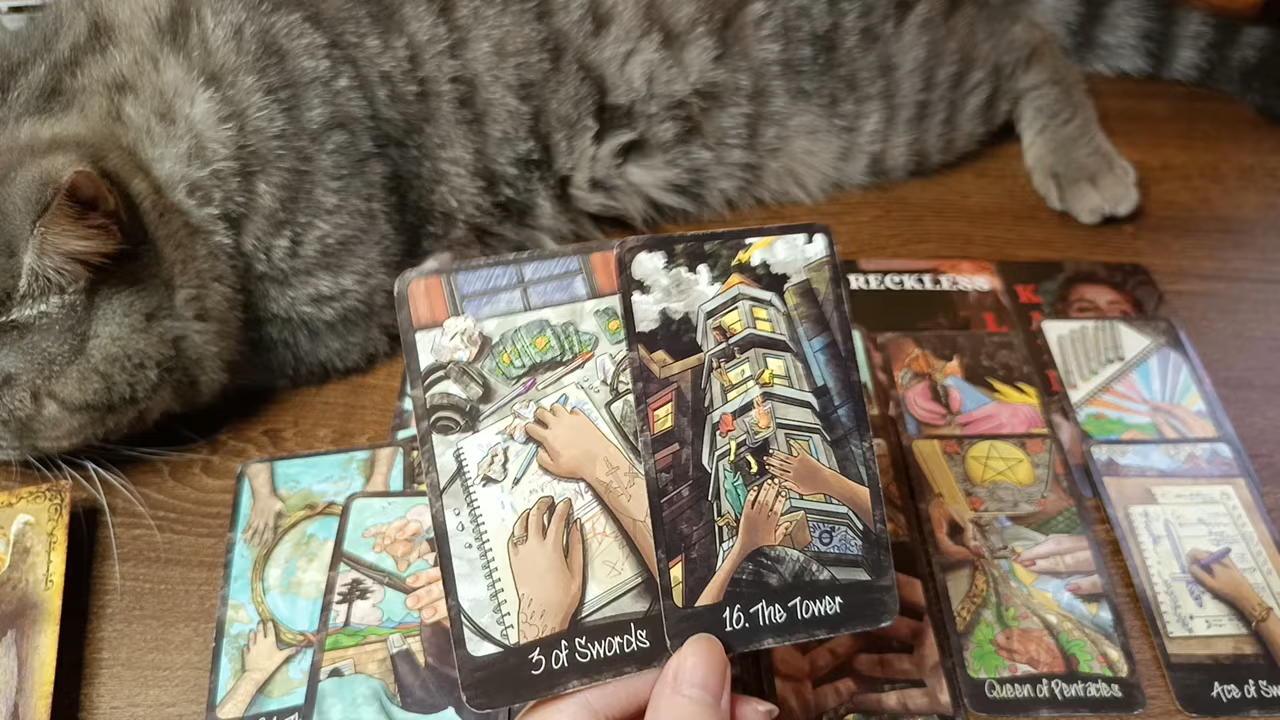 RECKLESS
3 of Swords
16. The Tower
Queen of Pentacles
Ace of Sw